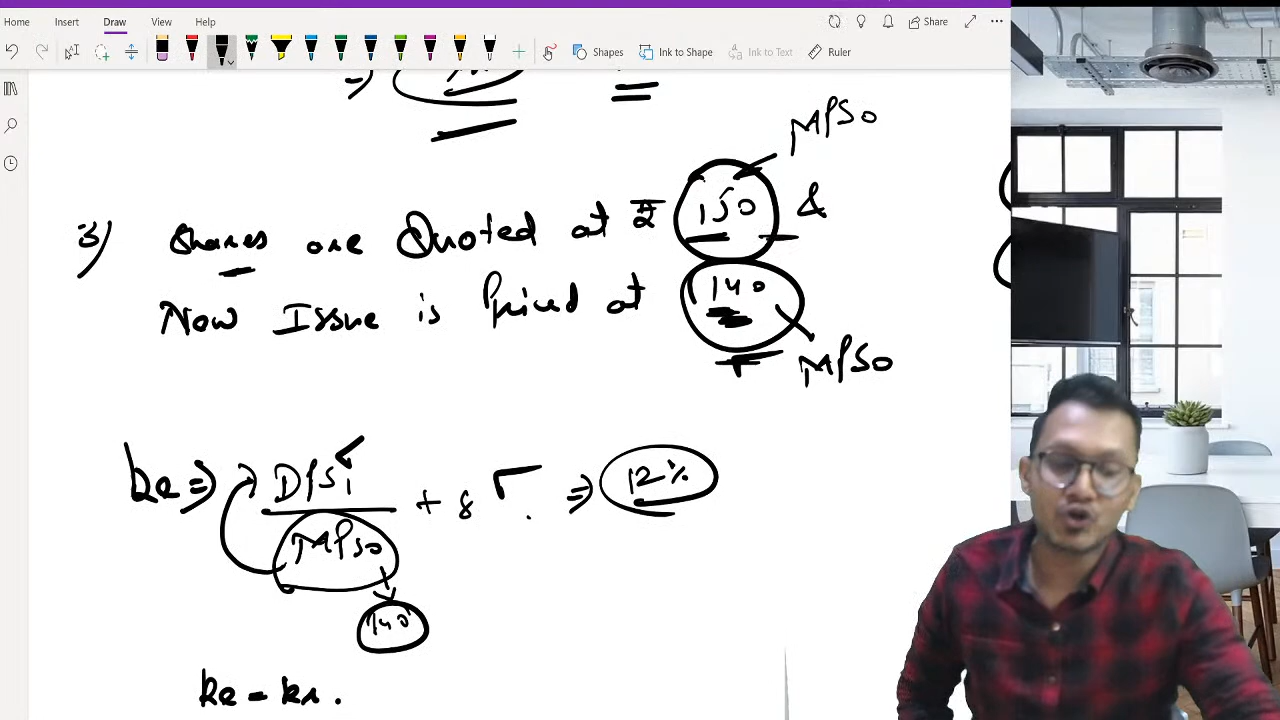 Home Insert Draw View Help Share
Shapes Ink to Shape Ink to Text Ruler
MPS0
3) Shares are Quoted at ₹ 150 &
New Issue is Priced at 140
MPS0
ke ⇒ DPS1 / MPS0 + g ⇒ 12%
140
ke = kr.